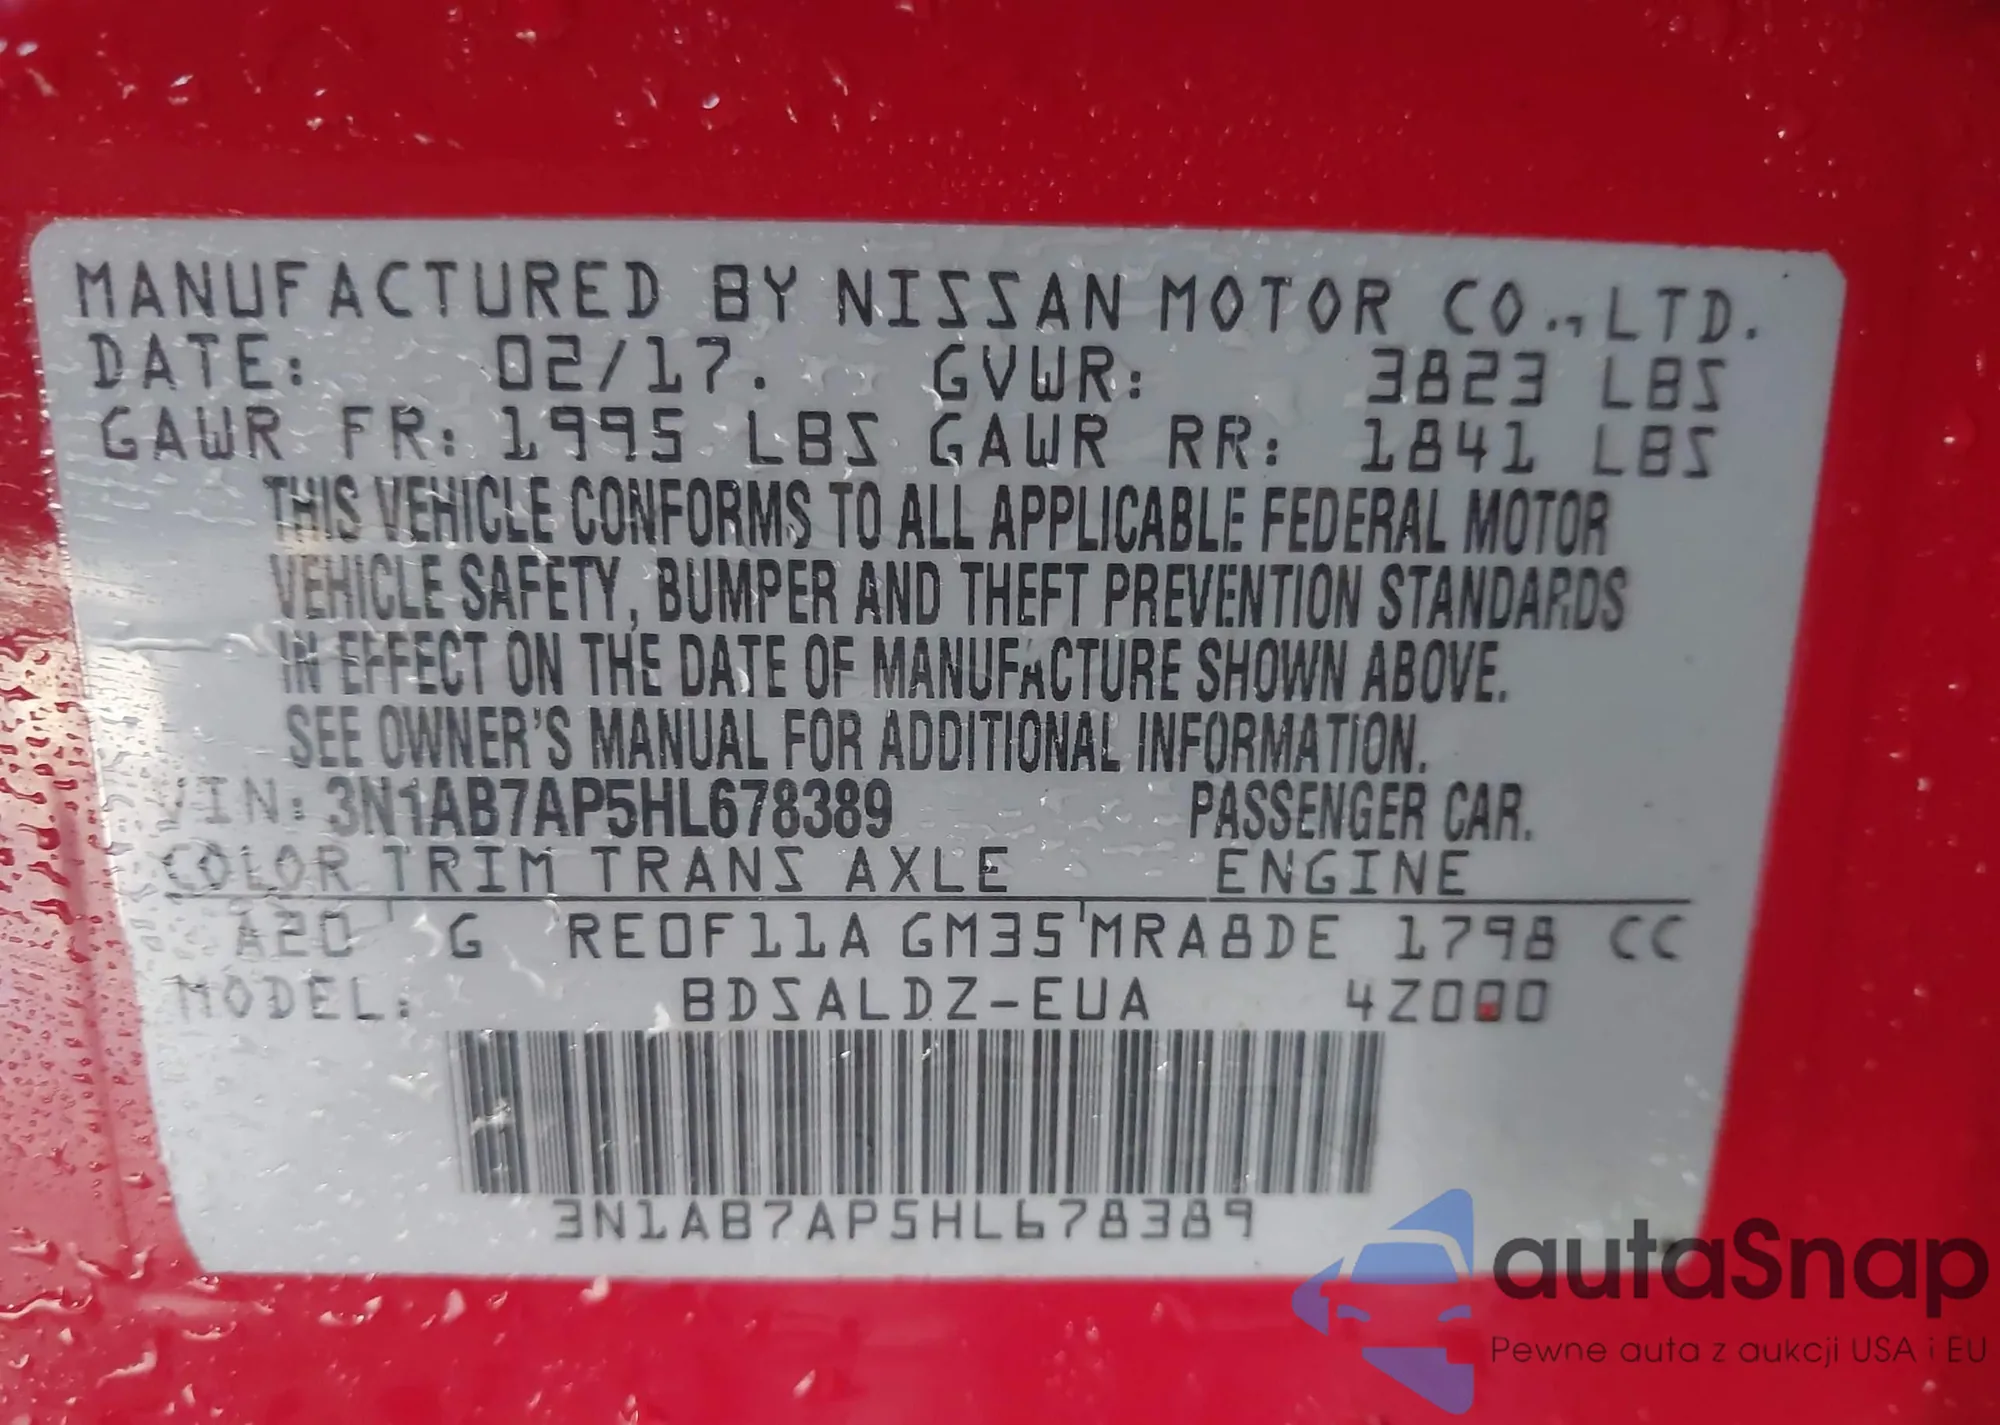 MANUFACTURED BY NISSAN MOTOR CO., LTD.
DATE: 02/17. GVWR: 3823 LBS
GAWR FR: 1995 LBS GAWR RR: 1841 LBS
THIS VEHICLE CONFORMS TO ALL APPLICABLE FEDERAL MOTOR
VEHICLE SAFETY, BUMPER AND THEFT PREVENTION STANDARDS
IN EFFECT ON THE DATE OF MANUFACTURE SHOWN ABOVE.
SEE OWNER'S MANUAL FOR ADDITIONAL INFORMATION.
VIN: 3N1AB7AP5HL678389 PASSENGER CAR.
COLOR TRIM TRANS AXLE ENGINE
A20 G RE0F11A GM35 MRA8DE 1798 CC
MODEL: BDSALDZ-EUA 4Z000
3N1AB7AP5HL678389
autaSnap
Pewne auta z aukcji USA i EU